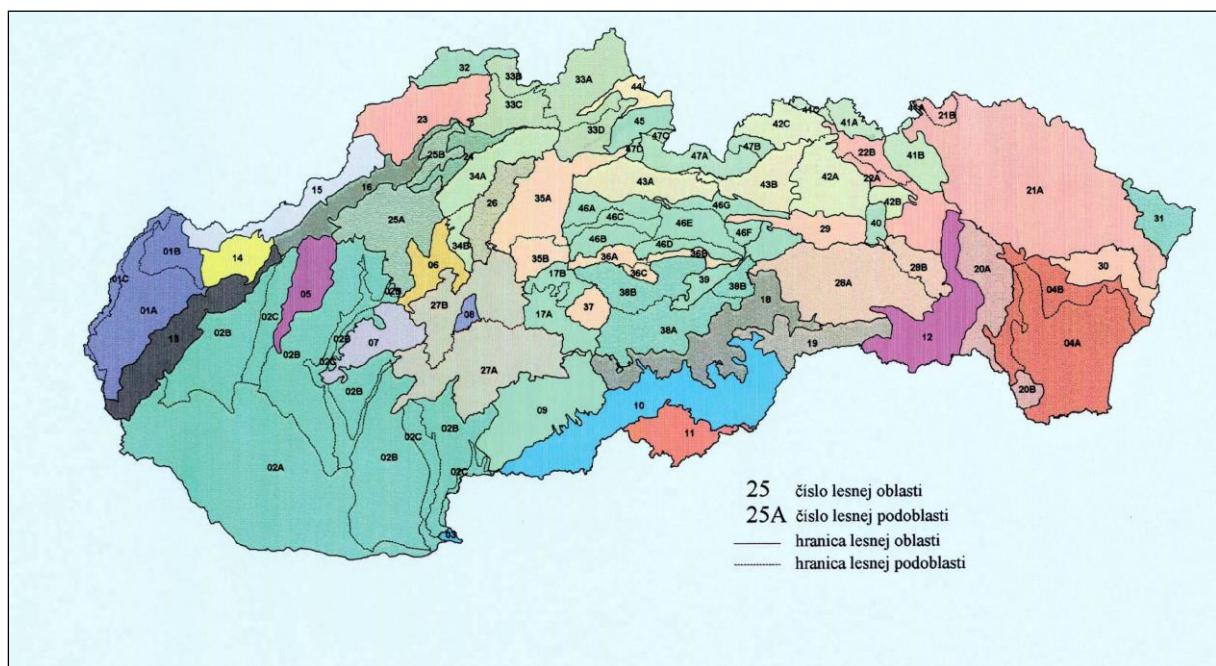 32
33B
33A
44
23
33C
45
33D
47C
47D
42C
41C
41A
21B
47B
22B
25B
24
47A
41B
15
16
34A
43A
43B
42A
22A
21A
26
35A
46G
42B
31
25A
46A
46C
46E
40
01B
34B
46B
46D
46F
29
14
06
35B
36A
36B
28B
20A
30
01C
05
17B
36C
39
28A
02B
27B
38B
38B
04B
01A
02C
08
17A
37
18
13
02B
02B
02B
07
38A
19
12
04A
02C
27A
02B
20B
02C
02B
09
10
11
02A
02B
02C
03
25 číslo lesnej oblasti
25A číslo lesnej podoblasti
hranica lesnej oblasti
hranica lesnej podoblasti